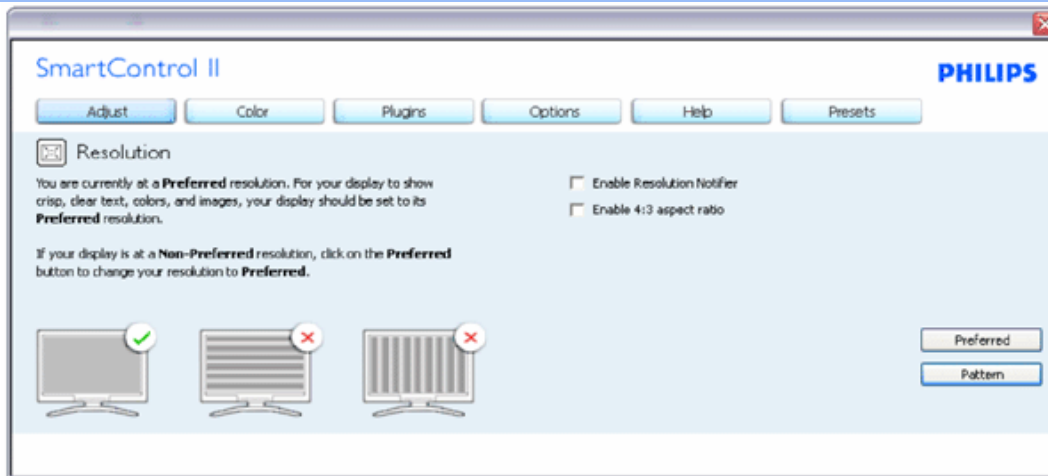 SmartControl II
PHILIPS
Adjust
Color
Plugins
Options
Help
Presets
Resolution
You are currently at a Preferred resolution. For your display to show
crisp, clear text, colors, and images, your display should be set to its
Preferred resolution.
If your display is at a Non-Preferred resolution, click on the Preferred
button to change your resolution to Preferred.
Enable Resolution Notifier
Enable 4:3 aspect ratio
Preferred
Pattern